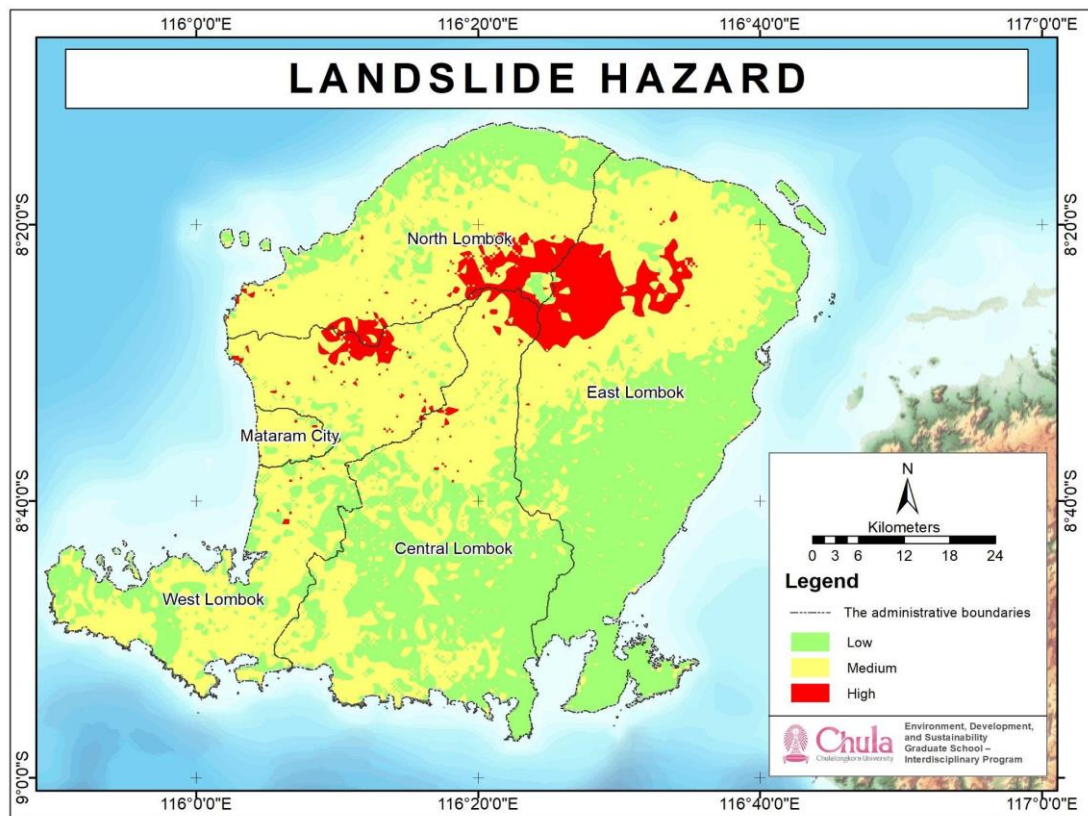 116°0'0"E 116°20'0"E 116°40'0"E 117°0'0"E
LANDSLIDE HAZARD
8°20'0"S 8°20'0"S
North Lombok
East Lombok
Mataram City
8°40'0"S 8°40'0"S
Central Lombok
West Lombok
N
Kilometers
0 3 6 12 18 24
Legend
The administrative boundaries
Low
Medium
High
Chula
Chulalongkorn University
Environment, Development,
and Sustainability
Graduate School –
Interdisciplinary Program
9°0'0"S 9°0'0"S
116°0'0"E 116°20'0"E 116°40'0"E 117°0'0"E